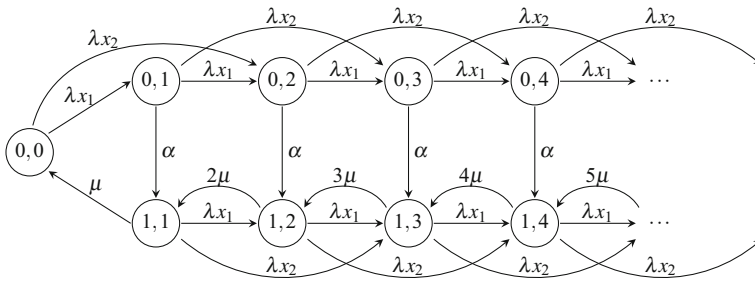 λx₂ λx₂ λx₂ λx₂ λx₂
0,1 λx₁ 0,2 λx₁ 0,3 λx₁ 0,4 λx₁ ...
λx₁
0,0 α α α α
μ 2μ 3μ 4μ 5μ
1,1 λx₁ 1,2 λx₁ 1,3 λx₁ 1,4 λx₁ ...
λx₂ λx₂ λx₂ λx₂